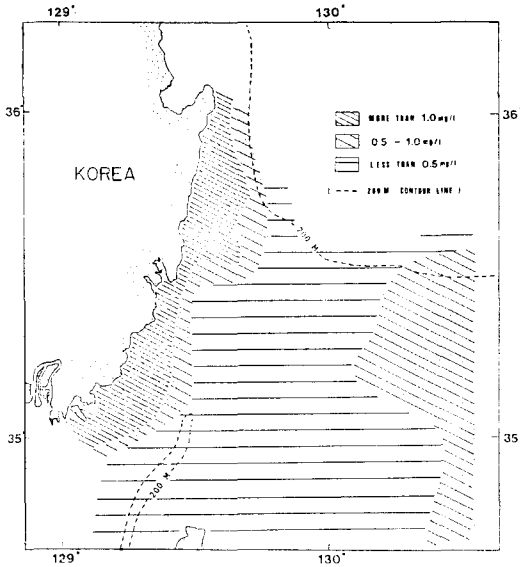 129°
130°
36
36
MORE THAN 1.0 mg/l
0.5 - 1.0 mg/l
LESS THAN 0.5 mg/l
( ---- 200 M CONTOUR LINE )
KOREA
200 M
35
35
200 M
129°
130°